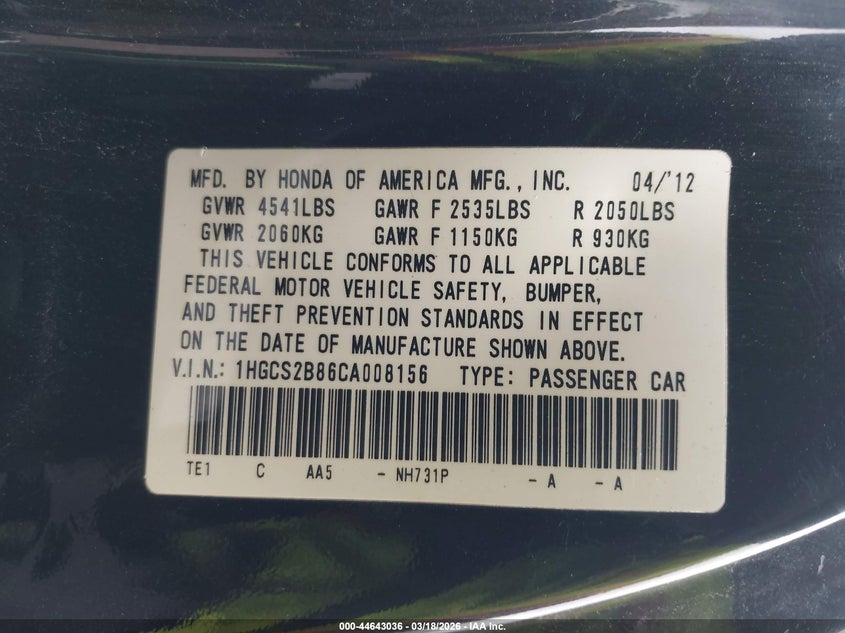 MFD. BY HONDA OF AMERICA MFG., INC. 04/'12
GVWR 4541LBS GAWR F 2535LBS R 2050LBS
GVWR 2060KG GAWR F 1150KG R 930KG
THIS VEHICLE CONFORMS TO ALL APPLICABLE
FEDERAL MOTOR VEHICLE SAFETY, BUMPER,
AND THEFT PREVENTION STANDARDS IN EFFECT
ON THE DATE OF MANUFACTURE SHOWN ABOVE.
V.I.N.: 1HGCS2B86CA008156 TYPE: PASSENGER CAR
TE1 C AA5 - NH731P - A - A
000-44643036 - 03/18/2026 - IAA Inc.